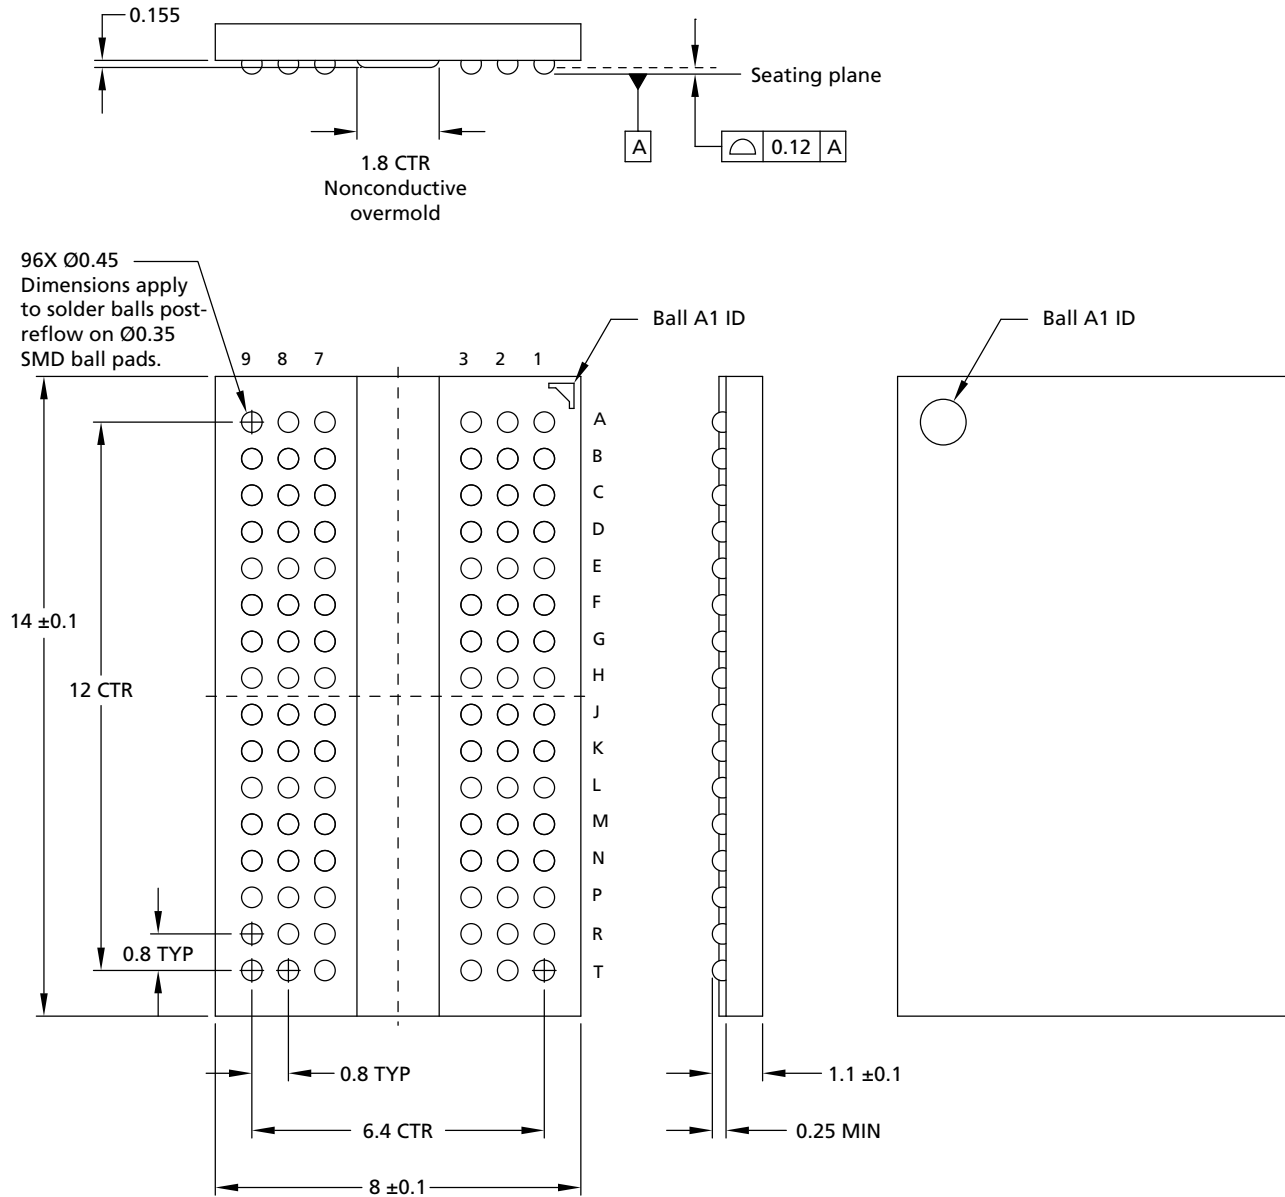 0.155
Seating plane
A
0.12 A
1.8 CTR
Nonconductive
overmold
96X Ø0.45
Dimensions apply
to solder balls post-
reflow on Ø0.35
SMD ball pads.
Ball A1 ID
Ball A1 ID
9 8 7 3 2 1
A
B
C
D
E
F
G
H
J
K
L
M
N
P
R
T
14 ±0.1
12 CTR
0.8 TYP
0.8 TYP
1.1 ±0.1
6.4 CTR
0.25 MIN
8 ±0.1